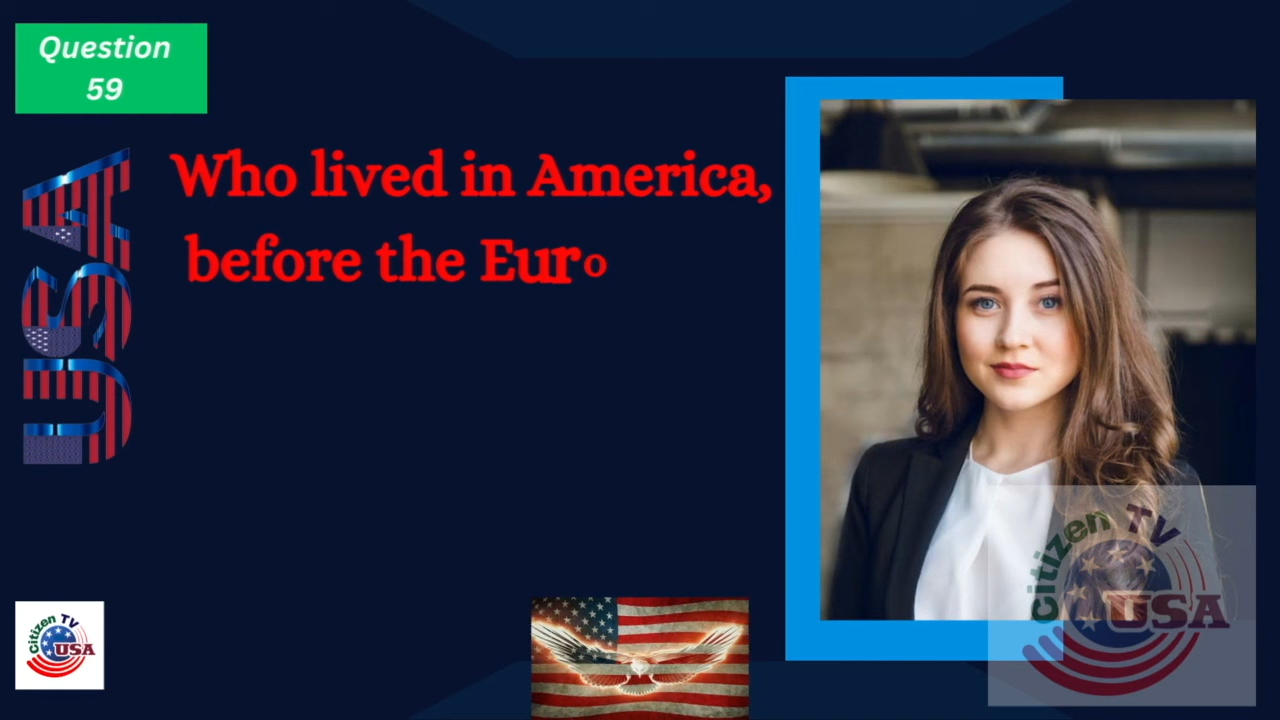 Question
59
USA
Who lived in America,
before the Euro
Citizen TV
USA
Citizen TV
USA